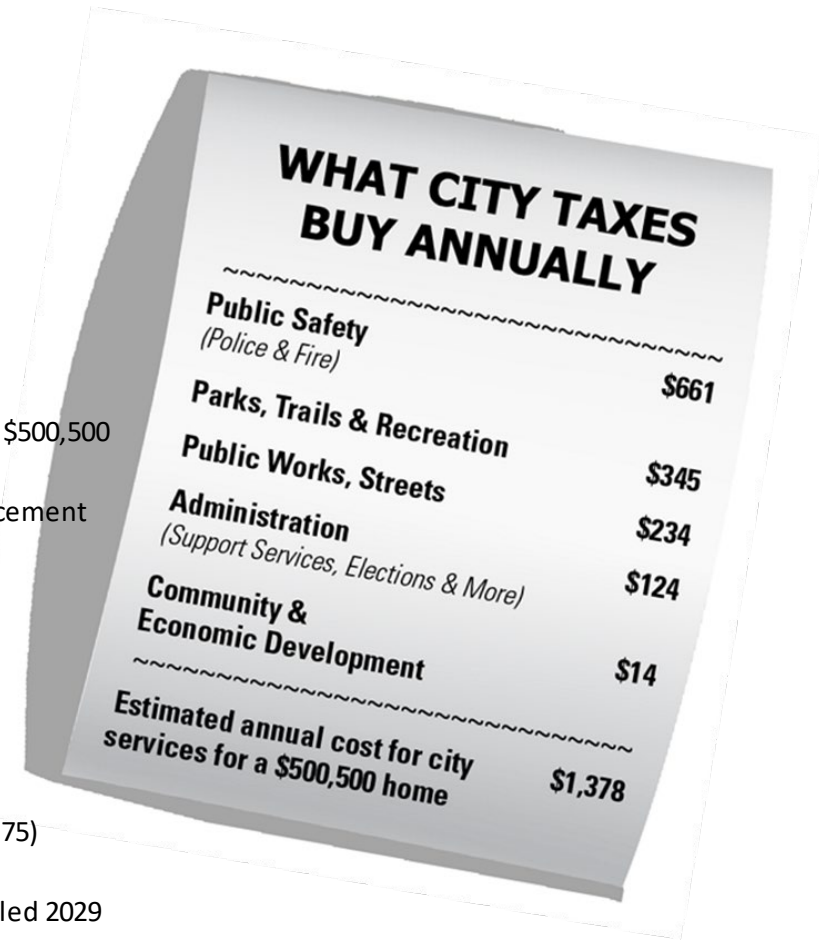 WHAT CITY TAXES
BUY ANNUALLY
~~~~~~~~~~~~~~~~~~~~~~~~~~~~~~
Public Safety
(Police & Fire) $661
Parks, Trails & Recreation $345
Public Works, Streets $234
Administration
(Support Services, Elections & More) $124
Community &
Economic Development $14
~~~~~~~~~~~~~~~~~~~~~~~~~~~~~~
Estimated annual cost for city
services for a $500,500 home $1,378
$500,500
cement
75)
led 2029